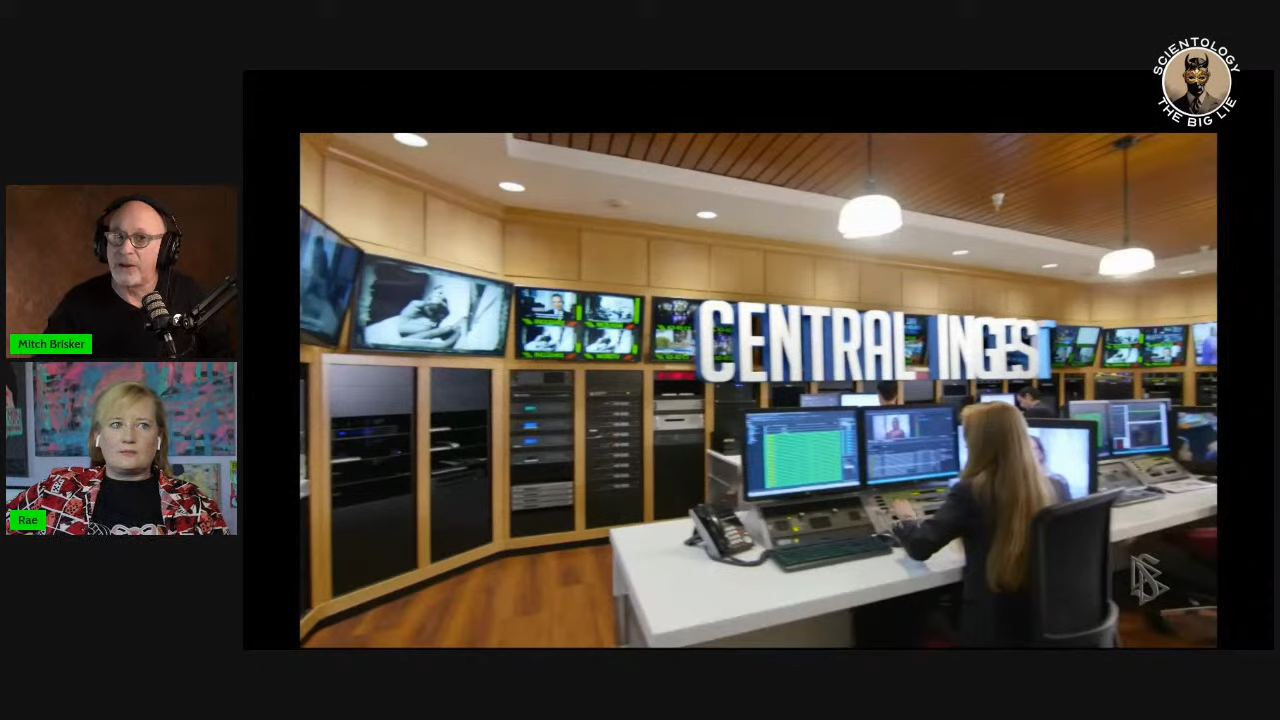 SCIENTOLOGY
THE BIG LIE
CENTRAL INGEST
Mitch Brisker
Rae